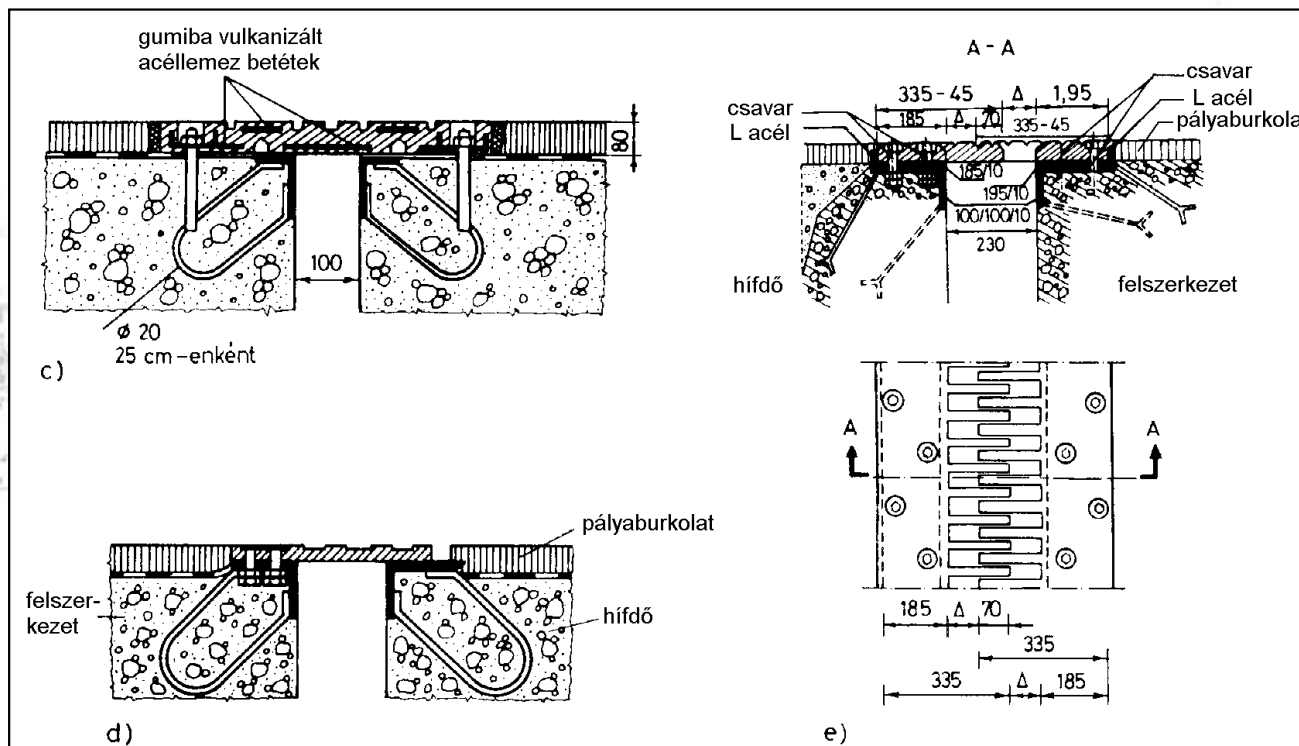 gumiba vulkanizált
acéllemez betétek
80
100
Ø 20
25 cm-enként
c)
pályaburkolat
felszer-
kezet
hífdő
d)
A - A
csavar
335-45
Δ
1,95
csavar
L acél
L acél
185
Δ
70
335-45
pályaburkola
185/10
195/10
100/100/10
230
hífdő
felszerkezet
A
A
185
Δ
70
335
335
Δ
185
e)